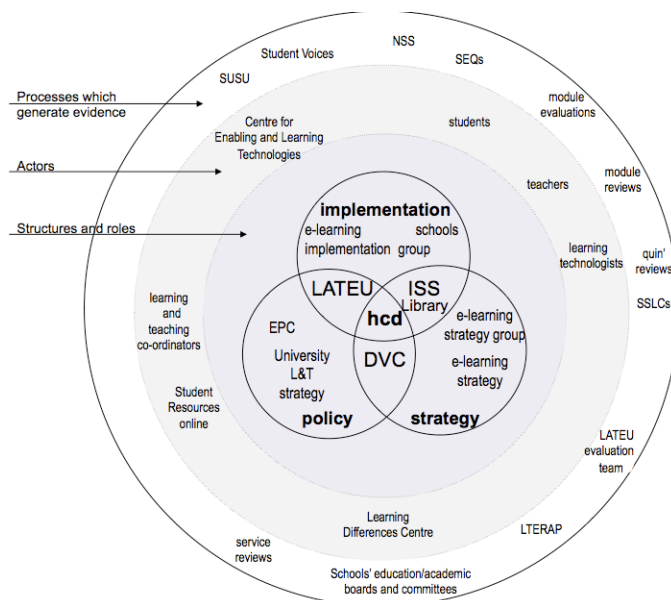 NSS
Student Voices
SEQs
SUSU
Processes which
generate evidence
module
evaluations
Centre for
Enabling and Learning
Technologies
students
Actors
module
reviews
teachers
implementation
Structures and roles
e-learning
implementation group
schools
learning
technologists
quin'
reviews
LATEU
ISS
Library
SSLCs
learning
and
teaching
co-ordinators
hcd
e-learning
strategy group
EPC
University
L&T
strategy
DVC
e-learning
strategy
Student
Resources
online
policy
strategy
LATEU
evaluation
team
Learning
Differences Centre
LTERAP
service
reviews
Schools' education/academic
boards and committees